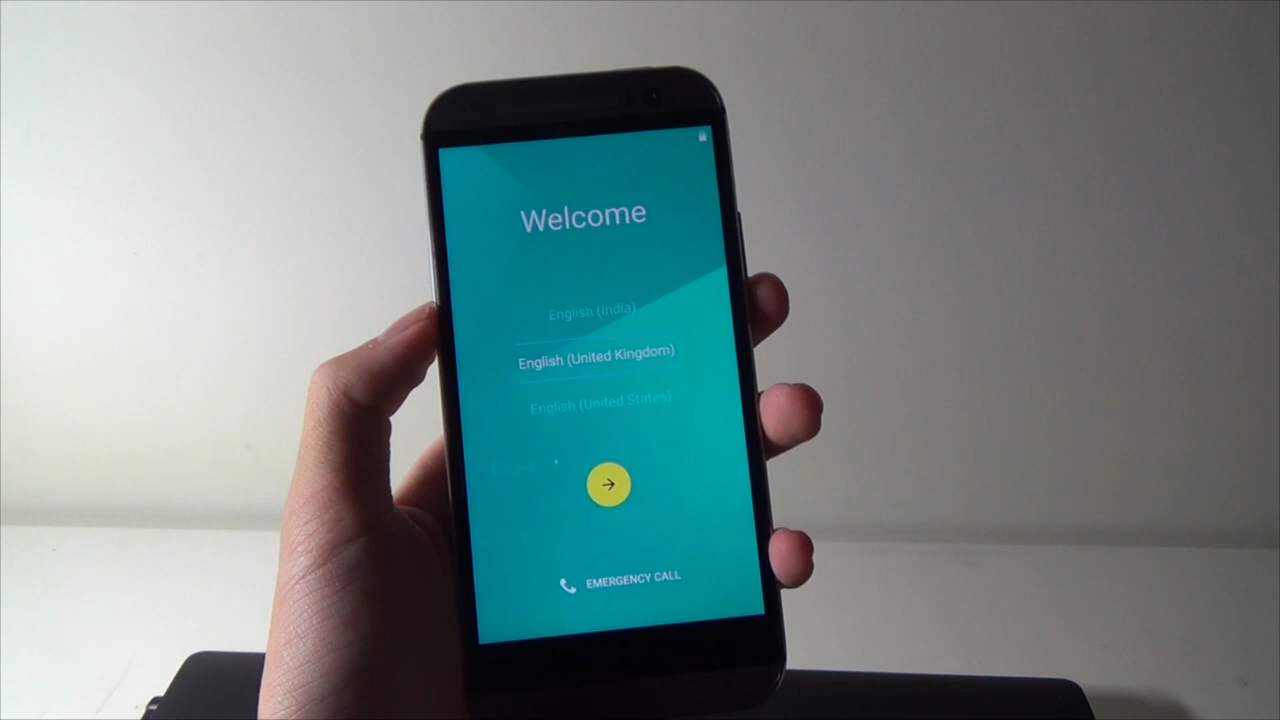 Welcome
English (India)
English (United Kingdom)
English (United States)
EMERGENCY CALL